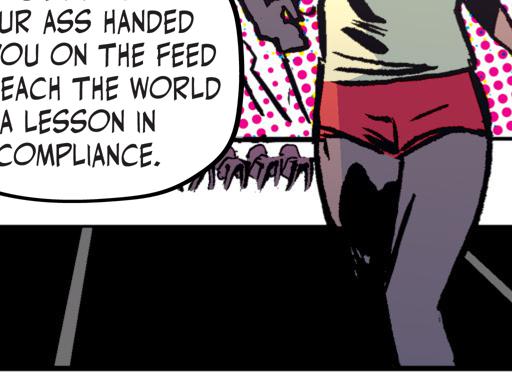 UR ASS HANDED
YOU ON THE FEED
EACH THE WORLD
A LESSON IN
COMPLIANCE.